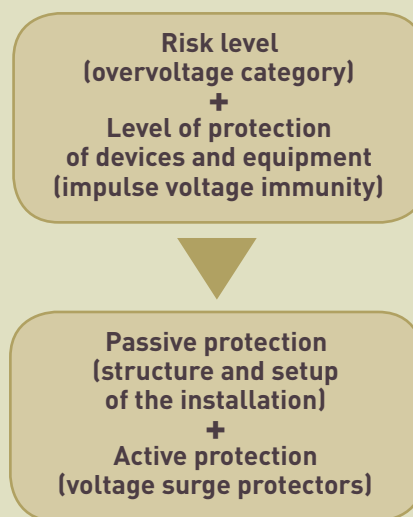 Risk level
(overvoltage category)
+
Level of protection
of devices and equipment
(impulse voltage immunity)
Passive protection
(structure and setup
of the installation)
+
Active protection
(voltage surge protectors)